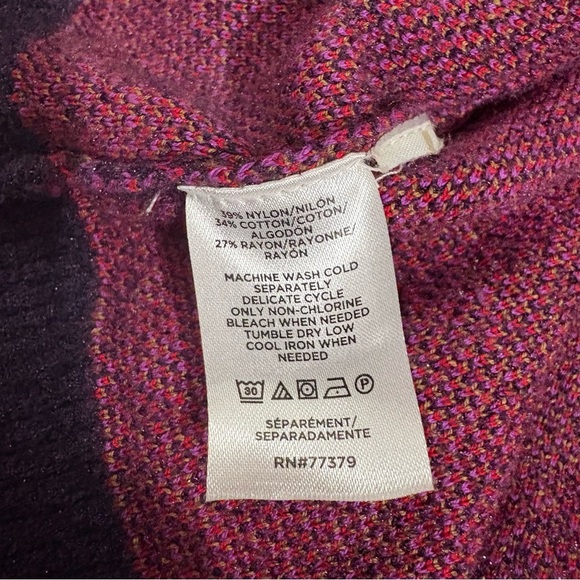 39% NYLON/NILÓN
34% COTTON/COTON/
ALGODÓN
27% RAYON/RAYONNE/
RAYÓN
MACHINE WASH COLD
SEPARATELY
DELICATE CYCLE
ONLY NON-CHLORINE
BLEACH WHEN NEEDED
TUMBLE DRY LOW
COOL IRON WHEN
NEEDED
30 P
SÉPARÉMENT/
SEPARADAMENTE
RN#77379